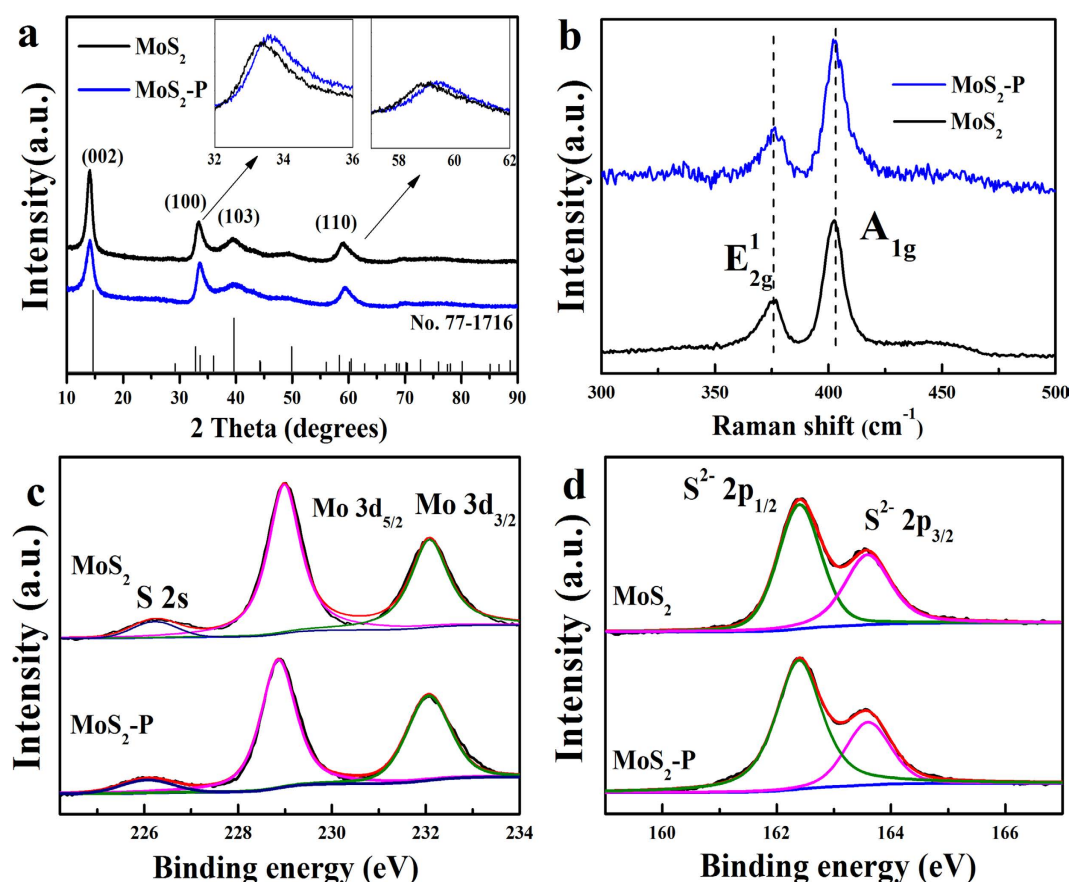 a
MoS₂
MoS₂-P
32 34 36
58 60 62
(002)
(100)
(103)
(110)
No. 77-1716
10 20 30 40 50 60 70 80 90
2 Theta (degrees)
Intensity(a.u.)
b
MoS₂-P
MoS₂
E¹₂g
A₁g
300 350 400 450 500
Raman shift (cm⁻¹)
Intensity(a.u.)
c
Mo 3d₅/₂
Mo 3d₃/₂
MoS₂
S 2s
MoS₂-P
226 228 230 232 234
Binding energy (eV)
Intensity (a.u.)
d
S²⁻ 2p₁/₂
S²⁻ 2p₃/₂
MoS₂
MoS₂-P
160 162 164 166
Binding energy (eV)
Intensity (a.u.)